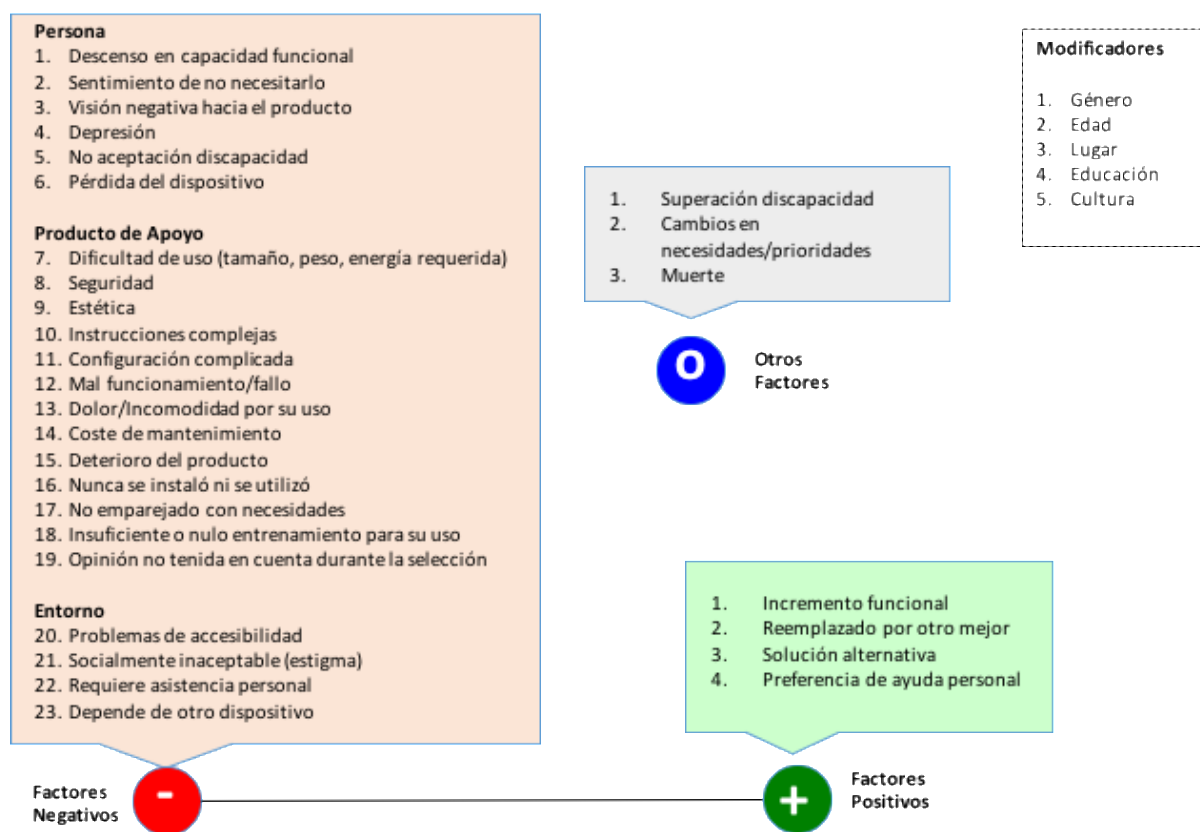 Persona
1. Descenso en capacidad funcional
2. Sentimiento de no necesitarlo
3. Visión negativa hacia el producto
4. Depresión
5. No aceptación discapacidad
6. Pérdida del dispositivo
Producto de Apoyo
7. Dificultad de uso (tamaño, peso, energía requerida)
8. Seguridad
9. Estética
10. Instrucciones complejas
11. Configuración complicada
12. Mal funcionamiento/fallo
13. Dolor/Incomodidad por su uso
14. Coste de mantenimiento
15. Deterioro del producto
16. Nunca se instaló ni se utilizó
17. No emparejado con necesidades
18. Insuficiente o nulo entrenamiento para su uso
19. Opinión no tenida en cuenta durante la selección
Entorno
20. Problemas de accesibilidad
21. Socialmente inaceptable (estigma)
22. Requiere asistencia personal
23. Depende de otro dispositivo
Factores
Negativos
-
1. Superación discapacidad
2. Cambios en
necesidades/prioridades
3. Muerte
O
Otros
Factores
1. Incremento funcional
2. Reemplazado por otro mejor
3. Solución alternativa
4. Preferencia de ayuda personal
+
Factores
Positivos
Modificadores
1. Género
2. Edad
3. Lugar
4. Educación
5. Cultura